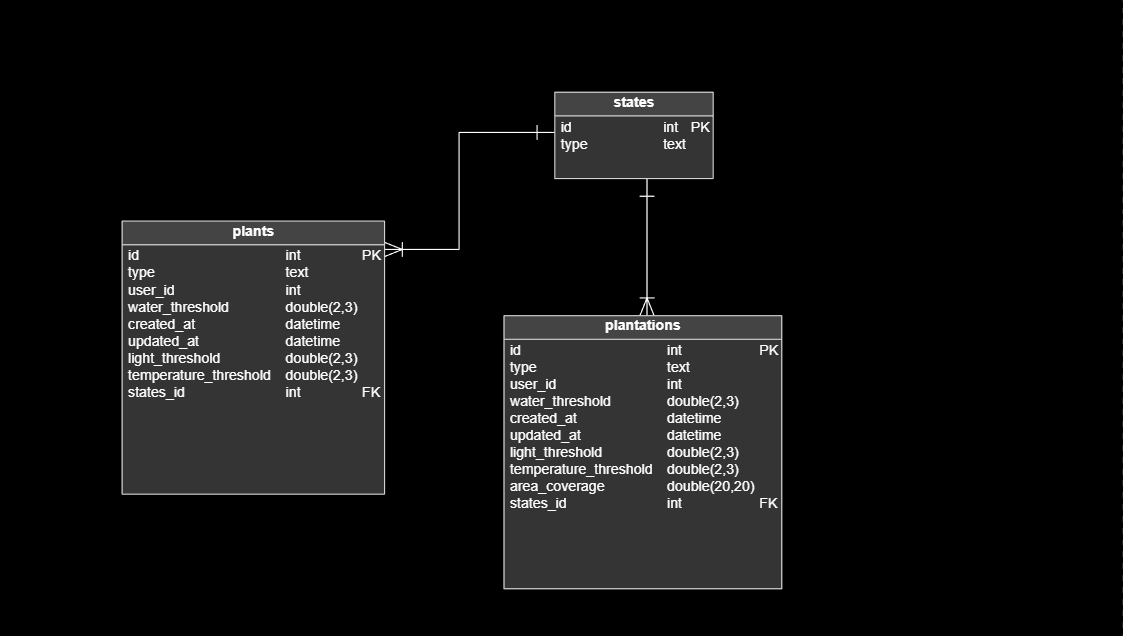 states
id int PK
type text
plants
id int PK
type text
user_id int
water_threshold double(2,3)
created_at datetime
updated_at datetime
light_threshold double(2,3)
temperature_threshold double(2,3)
states_id int FK
plantations
id int PK
type text
user_id int
water_threshold double(2,3)
created_at datetime
updated_at datetime
light_threshold double(2,3)
temperature_threshold double(2,3)
area_coverage double(20,20)
states_id int FK